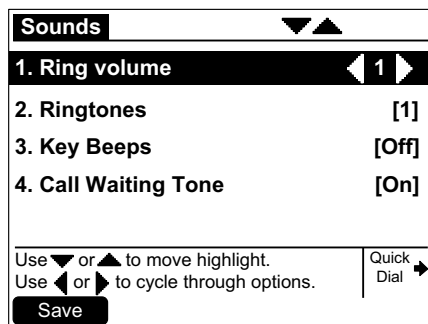 Sounds
1. Ring volume 1
2. Ringtones [1]
3. Key Beeps [Off]
4. Call Waiting Tone [On]
Use ▼ or ▲ to move highlight.
Use ◀ or ▶ to cycle through options.
Quick
Dial
Save